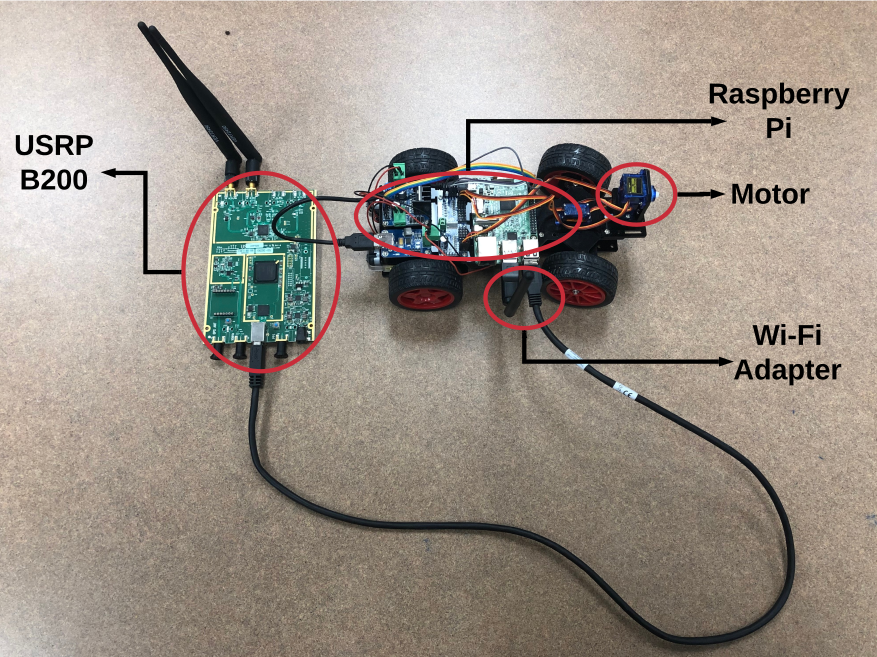 USRP
B200
Raspberry
Pi
Motor
Wi-Fi
Adapter